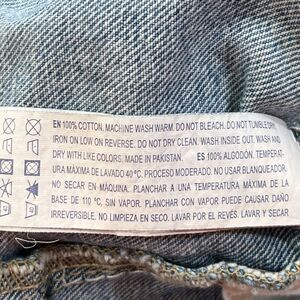 EN 100% COTTON. MACHINE WASH WARM. DO NOT BLEACH. DO NOT TUMBLE DRY.
IRON ON LOW ON REVERSE. DO NOT DRY CLEAN. WASH INSIDE OUT. WASH AND
DRY WITH LIKE COLORS. MADE IN PAKISTAN. ES 100% ALGODÓN. TEMPERAT-
URA MÁXIMA DE LAVADO 40 ºC. PROCESO MODERADO. NO USAR BLANQUEADOR.
NO SECAR EN MÁQUINA. PLANCHAR A UNA TEMPERATURA MÁXIMA DE LA
BASE DE 110 ºC, SIN VAPOR. CON VAPOR PUEDE CAUSAR DAÑO
IRREVERSIBLE. NO LIMPIEZA EN SECO. LAVAR POR EL REVÉS. LAVAR Y SECAR